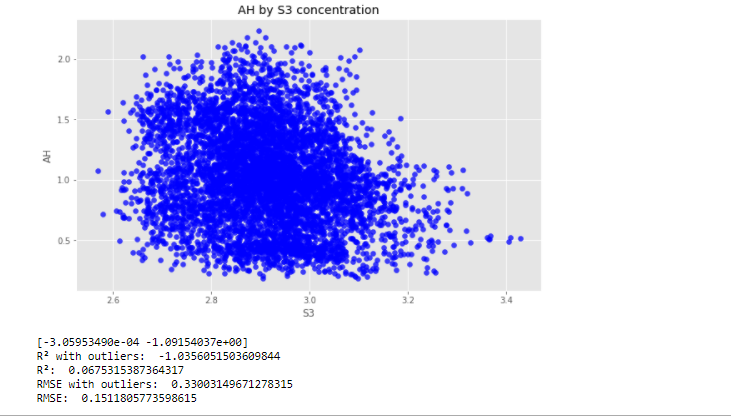 AH by S3 concentration
2.0
1.5
1.0
0.5
AH
2.6 2.8 3.0 3.2 3.4
S3
[-3.05953490e-04 -1.09154037e+00]
R² with outliers:  -1.0356051503609844
R²:  0.0675315387364317
RMSE with outliers:  0.33003149671278315
RMSE:  0.1511805773598615